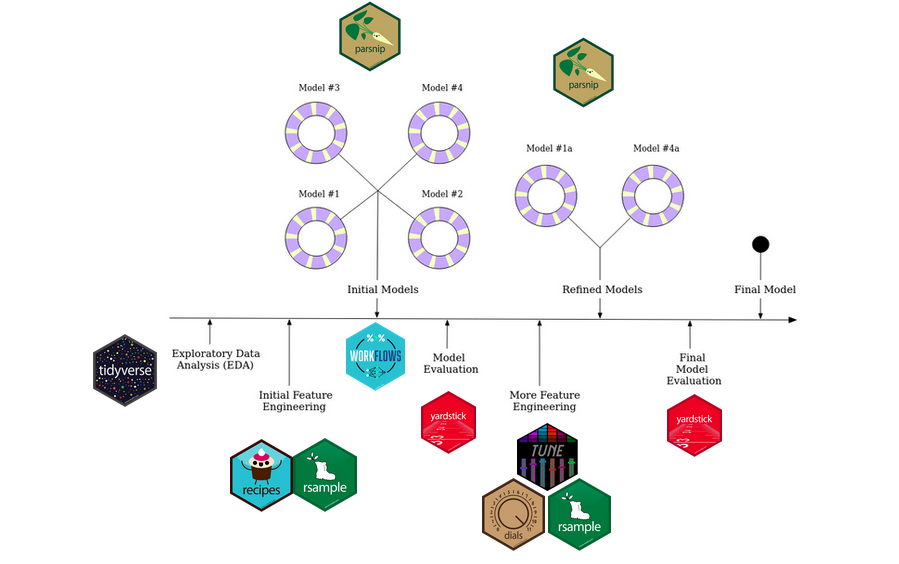 parsnip
parsnip
Model #3
Model #4
Model #1a
Model #4a
Model #1
Model #2
Initial Models
Refined Models
Final Model
tidyverse
Exploratory Data
Analysis (EDA)
%%
WORKFLOWS
Model
Evaluation
Final
Model
Evaluation
Initial Feature
Engineering
More Feature
Engineering
yardstick
yardstick
TUNE
recipes
rsample
dials
rsample